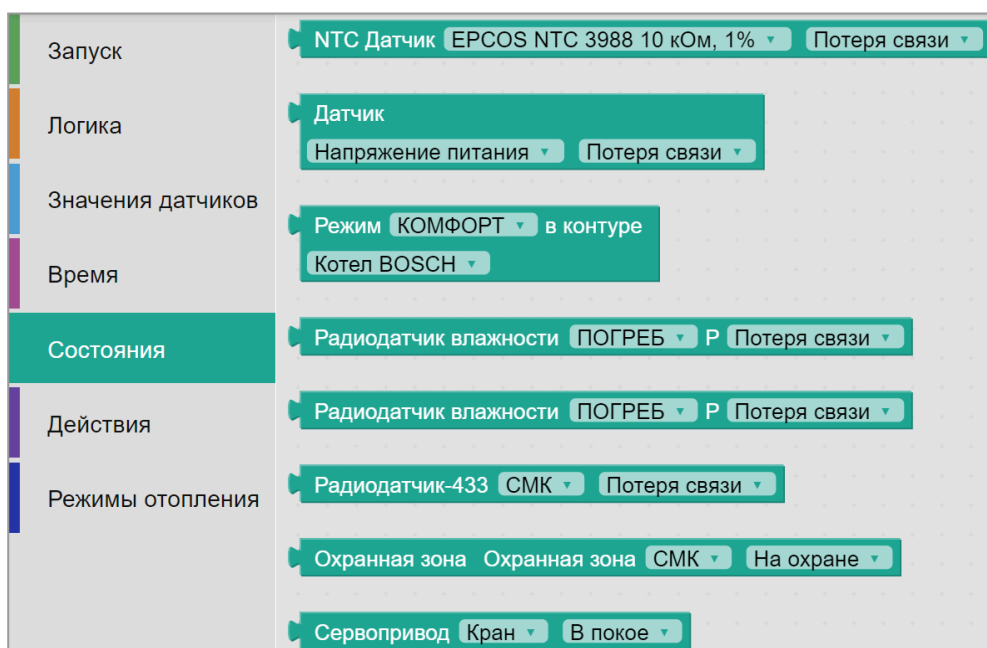 Запуск
Логика
Значения датчиков
Время
Состояния
Действия
Режимы отопления
NTC Датчик EPCOS NTC 3988 10 кОм, 1% Потеря связи
Датчик
Напряжение питания Потеря связи
Режим КОМФОРТ в контуре
Котел BOSCH
Радиодатчик влажности ПОГРЕБ Р Потеря связи
Радиодатчик влажности ПОГРЕБ Р Потеря связи
Радиодатчик-433 СМК Потеря связи
Охранная зона Охранная зона СМК На охране
Сервопривод Кран В покое